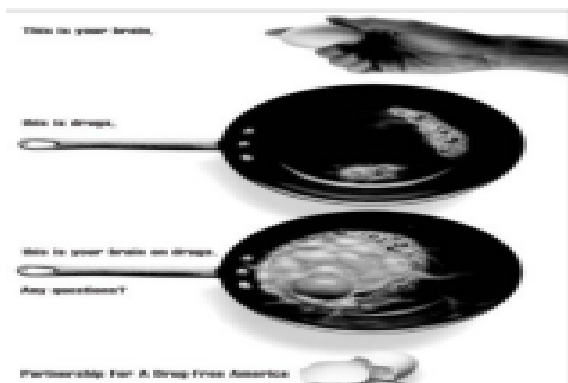 This is your brain.
this is drugs.
this is your brain on drugs.
Any questions?
Partnership For A Drug Free America